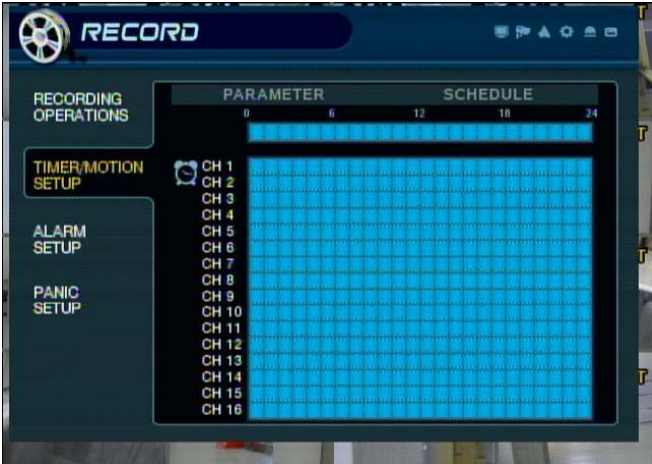 RECORD
T
RECORDING
OPERATIONS
TIMER/MOTION
SETUP
ALARM
SETUP
PANIC
SETUP
PARAMETER SCHEDULE
0 6 12 18 24
CH 1
CH 2
CH 3
CH 4
CH 5
CH 6
CH 7
CH 8
CH 9
CH 10
CH 11
CH 12
CH 13
CH 14
CH 15
CH 16
T
T
T